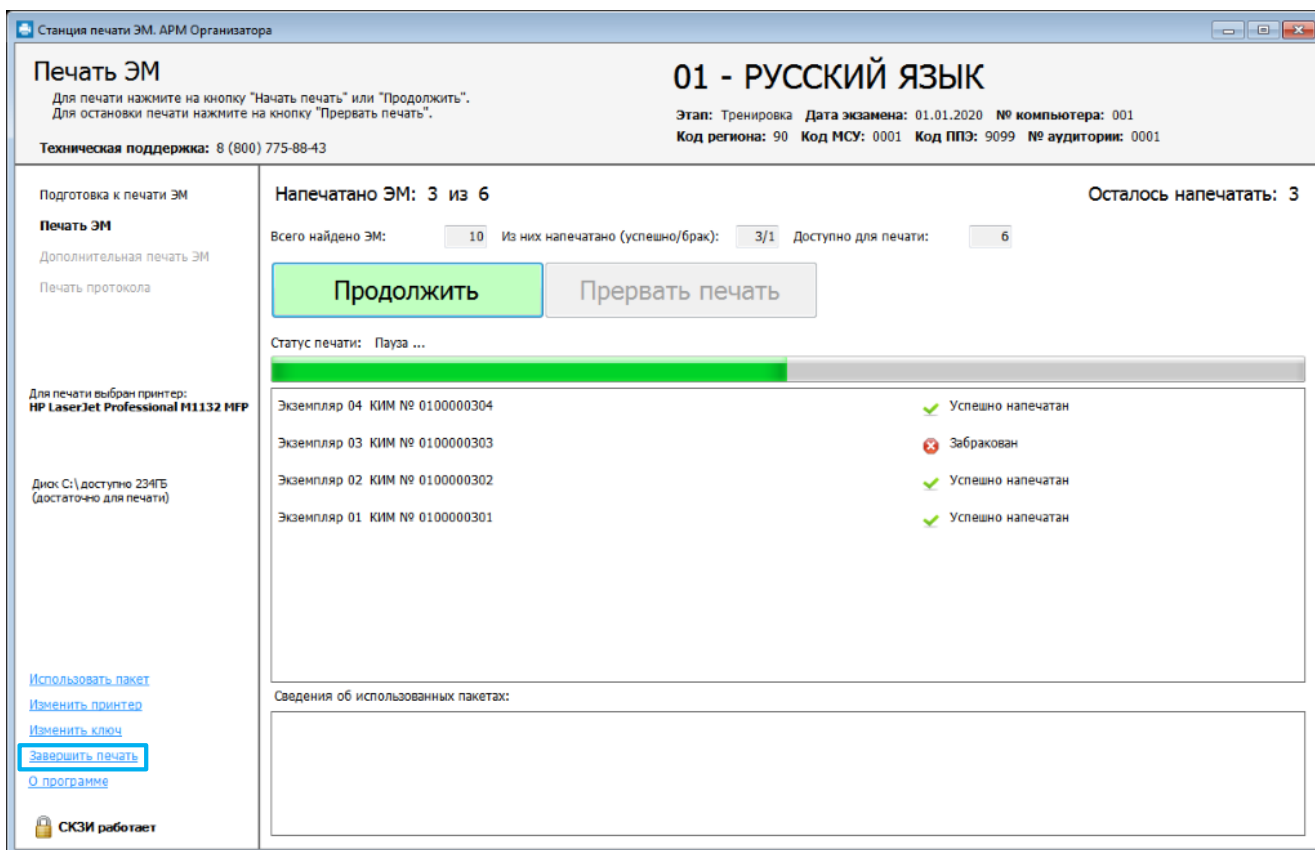 Станция печати ЭМ. АРМ Организатора
Печать ЭМ
Для печати нажмите на кнопку "Начать печать" или "Продолжить".
Для остановки печати нажмите на кнопку "Прервать печать".
Техническая поддержка: 8 (800) 775-88-43
01 - РУССКИЙ ЯЗЫК
Этап: Тренировка Дата экзамена: 01.01.2020 № компьютера: 001
Код региона: 90 Код МСУ: 0001 Код ППЭ: 9099 № аудитории: 0001
Подготовка к печати ЭМ
Печать ЭМ
Дополнительная печать ЭМ
Печать протокола
Для печати выбран принтер:
HP LaserJet Professional M1132 MFP
Диск C:\ доступно 234ГБ
(достаточно для печати)
Использовать пакет
Изменить принтер
Изменить ключ
Завершить печать
О программе
СКЗИ работает
Напечатано ЭМ: 3 из 6 Осталось напечатать: 3
Всего найдено ЭМ: 10 Из них напечатано (успешно/брак): 3/1 Доступно для печати: 6
Продолжить Прервать печать
Статус печати: Пауза ...
Экземпляр 04 КИМ № 0100000304 Успешно напечатан
Экземпляр 03 КИМ № 0100000303 Забракован
Экземпляр 02 КИМ № 0100000302 Успешно напечатан
Экземпляр 01 КИМ № 0100000301 Успешно напечатан
Сведения об использованных пакетах: